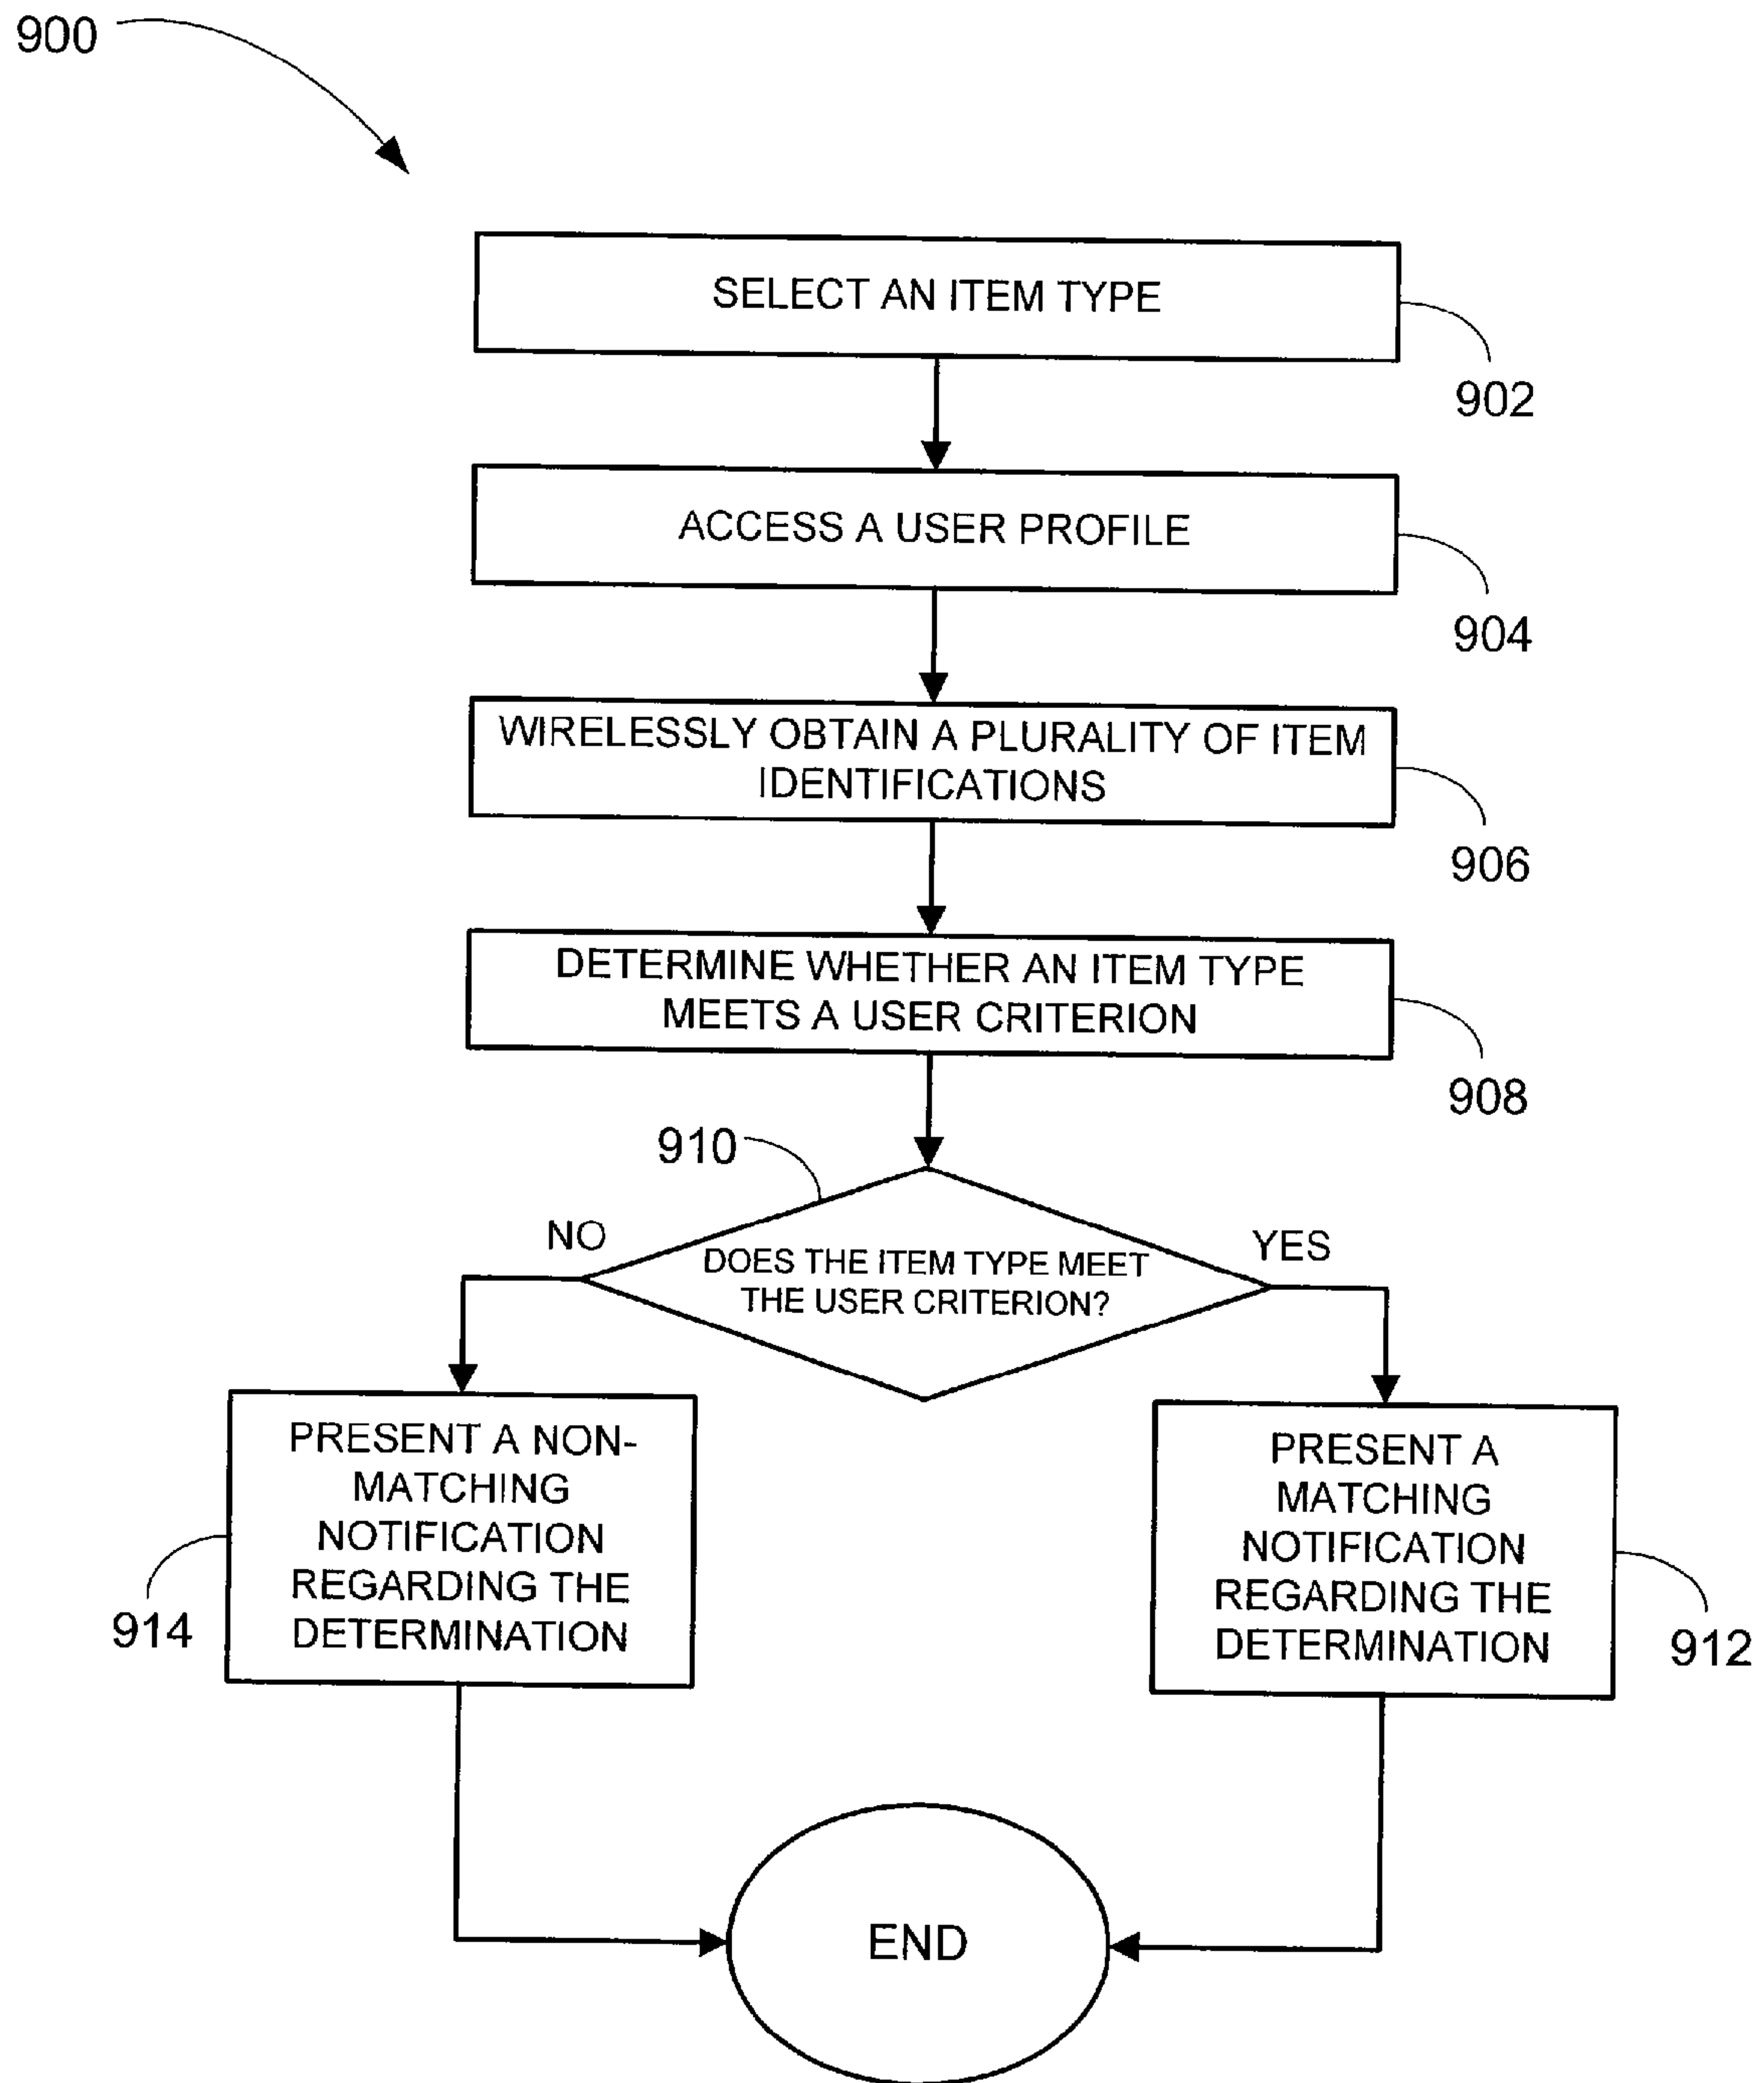 900
SELECT AN ITEM TYPE
902
ACCESS A USER PROFILE
904
WIRELESSLY OBTAIN A PLURALITY OF ITEM
IDENTIFICATIONS
906
DETERMINE WHETHER AN ITEM TYPE
MEETS A USER CRITERION
908
910
NO
YES
DOES THE ITEM TYPE MEET
THE USER CRITERION?
PRESENT A NON-
MATCHING
NOTIFICATION
REGARDING THE
DETERMINATION
914
PRESENT A
MATCHING
NOTIFICATION
REGARDING THE
DETERMINATION
912
END